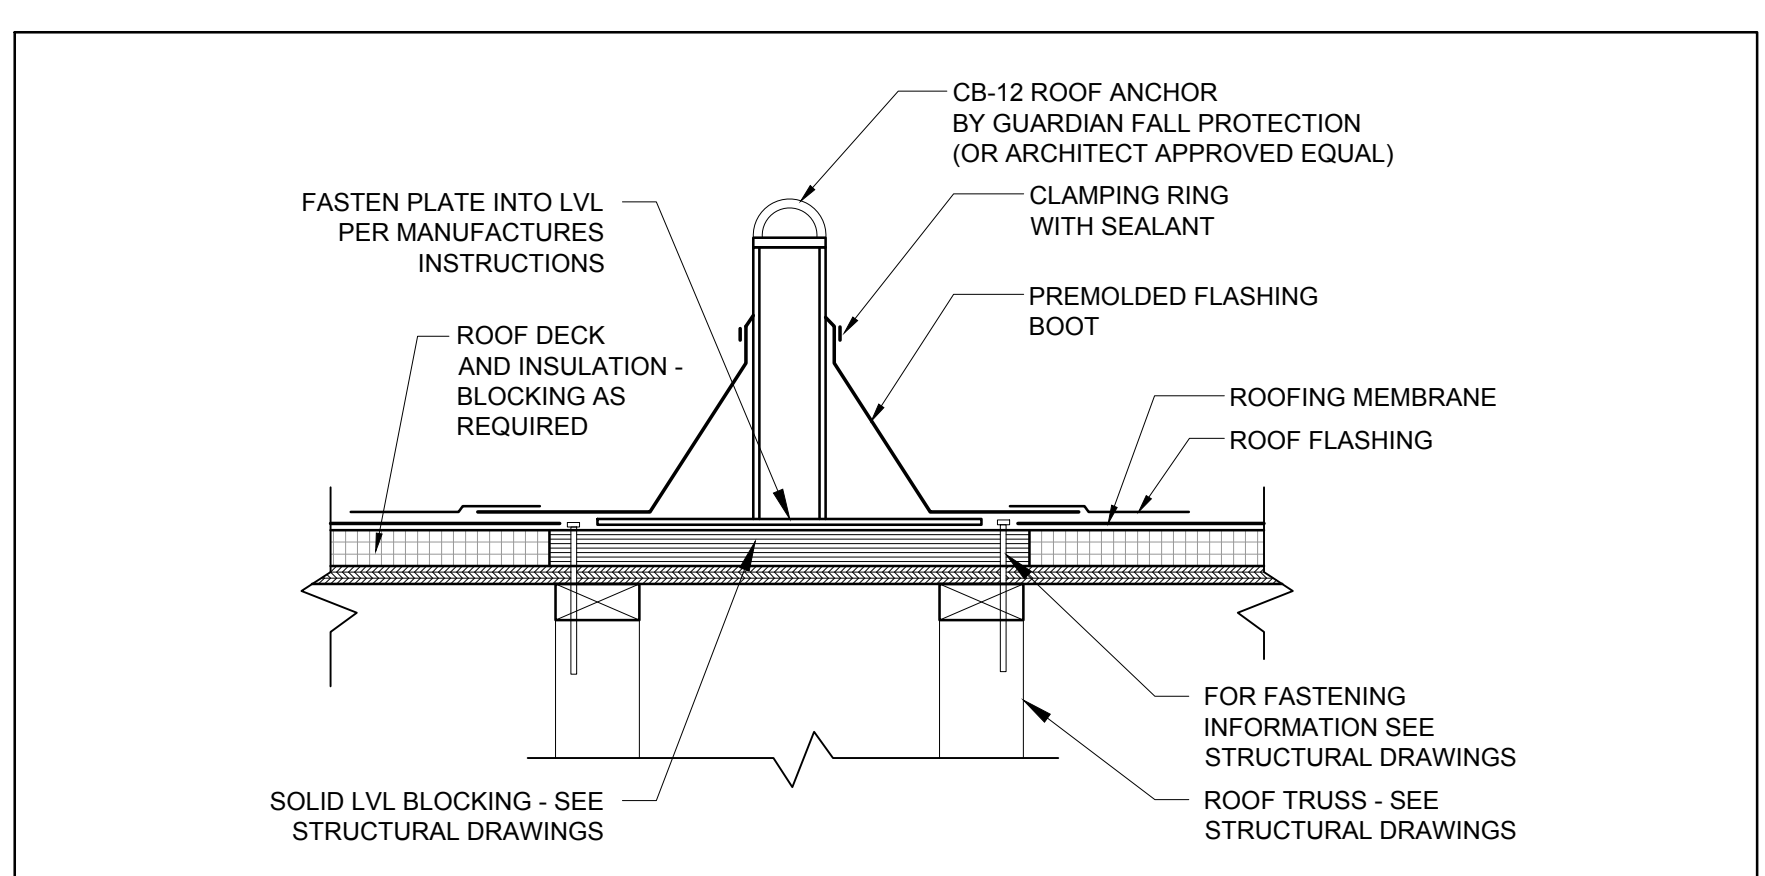 CB-12 ROOF ANCHOR
BY GUARDIAN FALL PROTECTION
(OR ARCHITECT APPROVED EQUAL)
FASTEN PLATE INTO LVL
PER MANUFACTURES
INSTRUCTIONS
CLAMPING RING
WITH SEALANT
PREMOLDED FLASHING
BOOT
ROOF DECK
AND INSULATION -
BLOCKING AS
REQUIRED
ROOFING MEMBRANE
ROOF FLASHING
FOR FASTENING
INFORMATION SEE
STRUCTURAL DRAWINGS
SOLID LVL BLOCKING - SEE
STRUCTURAL DRAWINGS
ROOF TRUSS - SEE
STRUCTURAL DRAWINGS